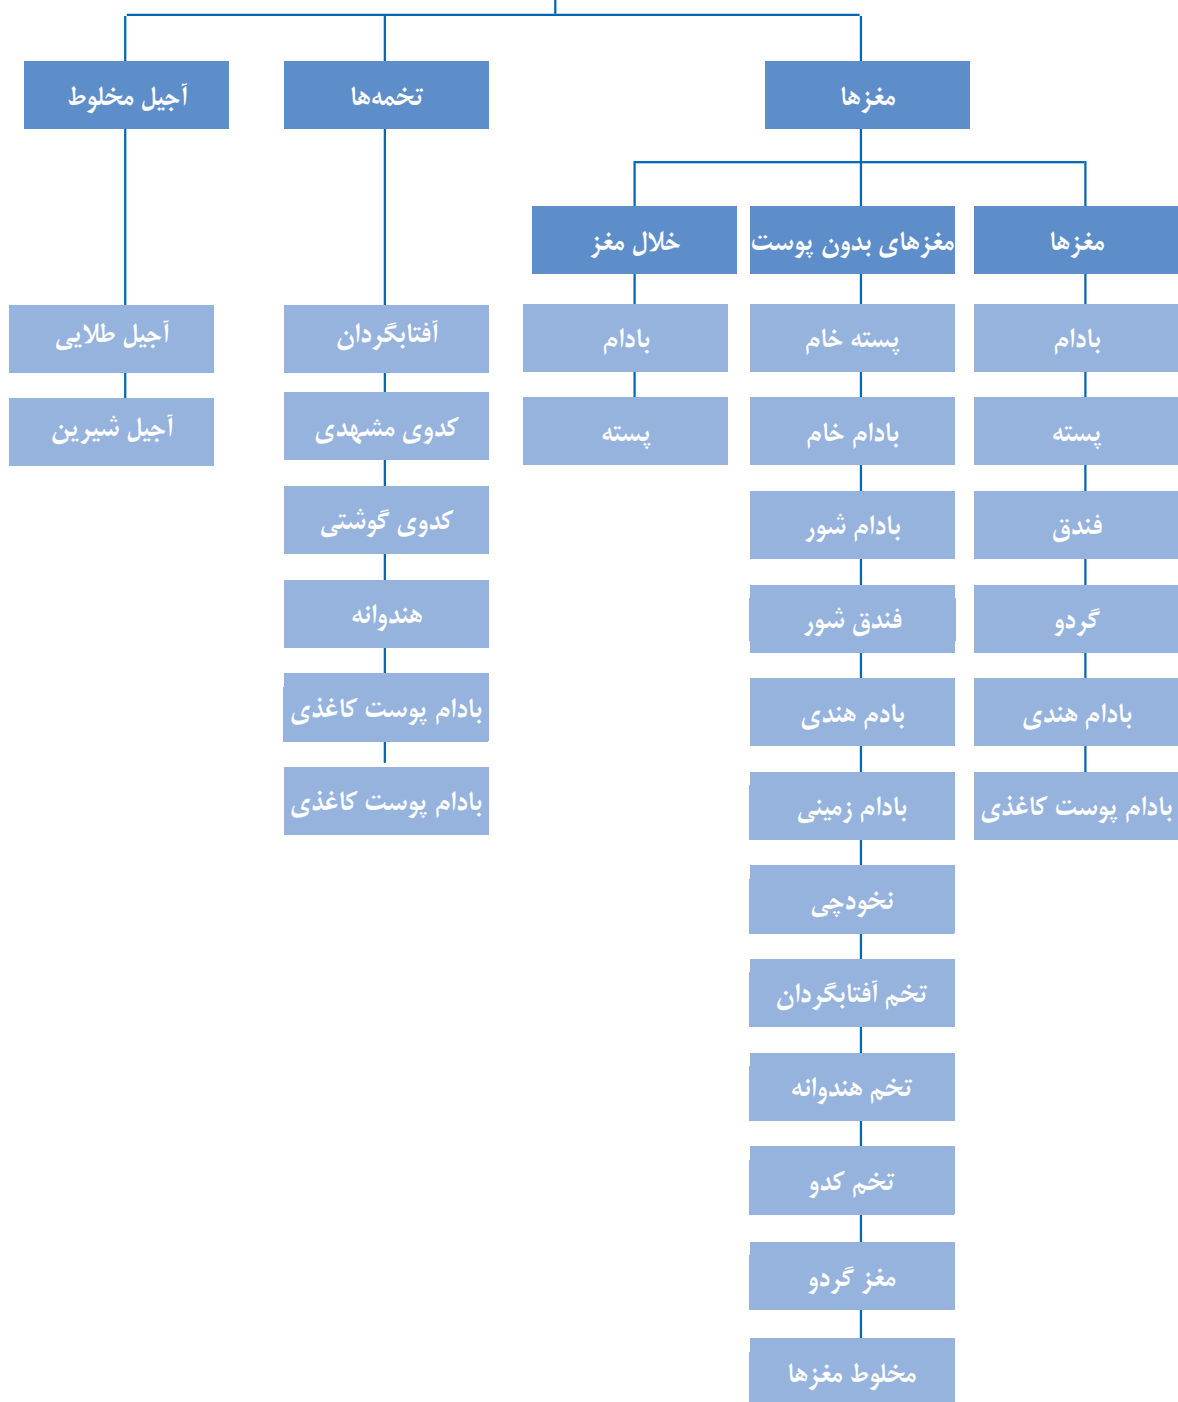 مغزها
تخمه‌ها
آجیل مخلوط
مغزها
مغزهای بدون پوست
خلال مغز
بادام
پسته
فندق
گردو
بادام هندی
بادام پوست کاغذی
پسته خام
بادام خام
بادام شور
فندق شور
بادم هندی
بادام زمینی
نخودچی
تخم آفتابگردان
تخم هندوانه
تخم کدو
مغز گردو
مخلوط مغزها
بادام
پسته
آفتابگردان
کدوی مشهدی
کدوی گوشتی
هندوانه
بادام پوست کاغذی
بادام پوست کاغذی
آجیل طلایی
آجیل شیرین